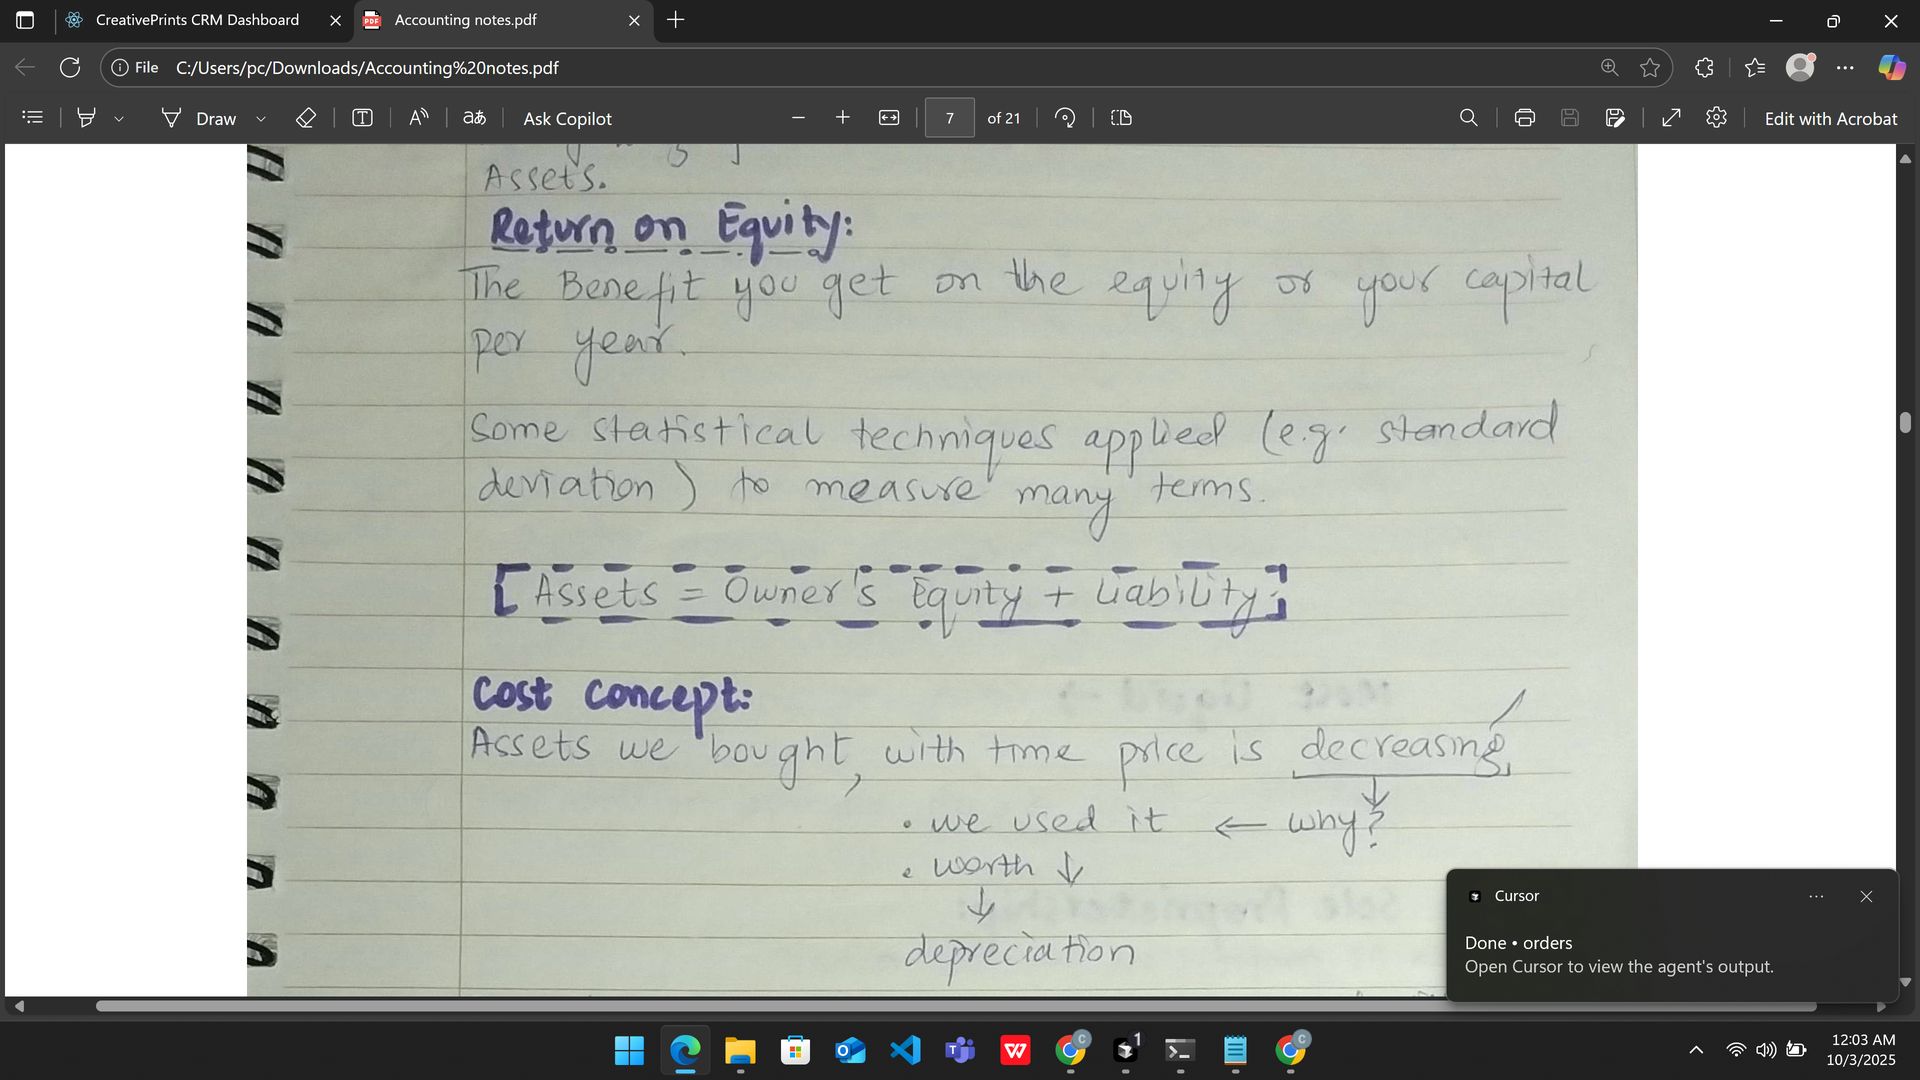 CreativePrints CRM Dashboard
Accounting notes.pdf
File
C:/Users/pc/Downloads/Accounting%20notes.pdf
Draw
Ask Copilot
7
of 21
Edit with Acrobat
Assets.
Return on Equity:
The Benefit you get on the equity or your capital
per year.
Some statistical techniques applied (e.g. standard
deviation) to measure many terms.
Assets = Owner's Equity + Liability
Cost Concept:
Assets we bought, with time price is decreasing
• we used it ← why?
• worth ↓
↓
depreciation
Cursor
Done • orders
Open Cursor to view the agent's output.
12:03 AM
10/3/2025